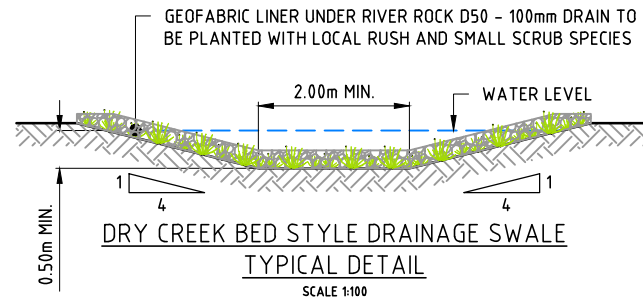 GEOFABRIC LINER UNDER RIVER ROCK D50 - 100mm DRAIN TO
BE PLANTED WITH LOCAL RUSH AND SMALL SCRUB SPECIES
2.00m MIN.
WATER LEVEL
0.50m MIN.
1
4
1
4
DRY CREEK BED STYLE DRAINAGE SWALE
TYPICAL DETAIL
SCALE 1:100